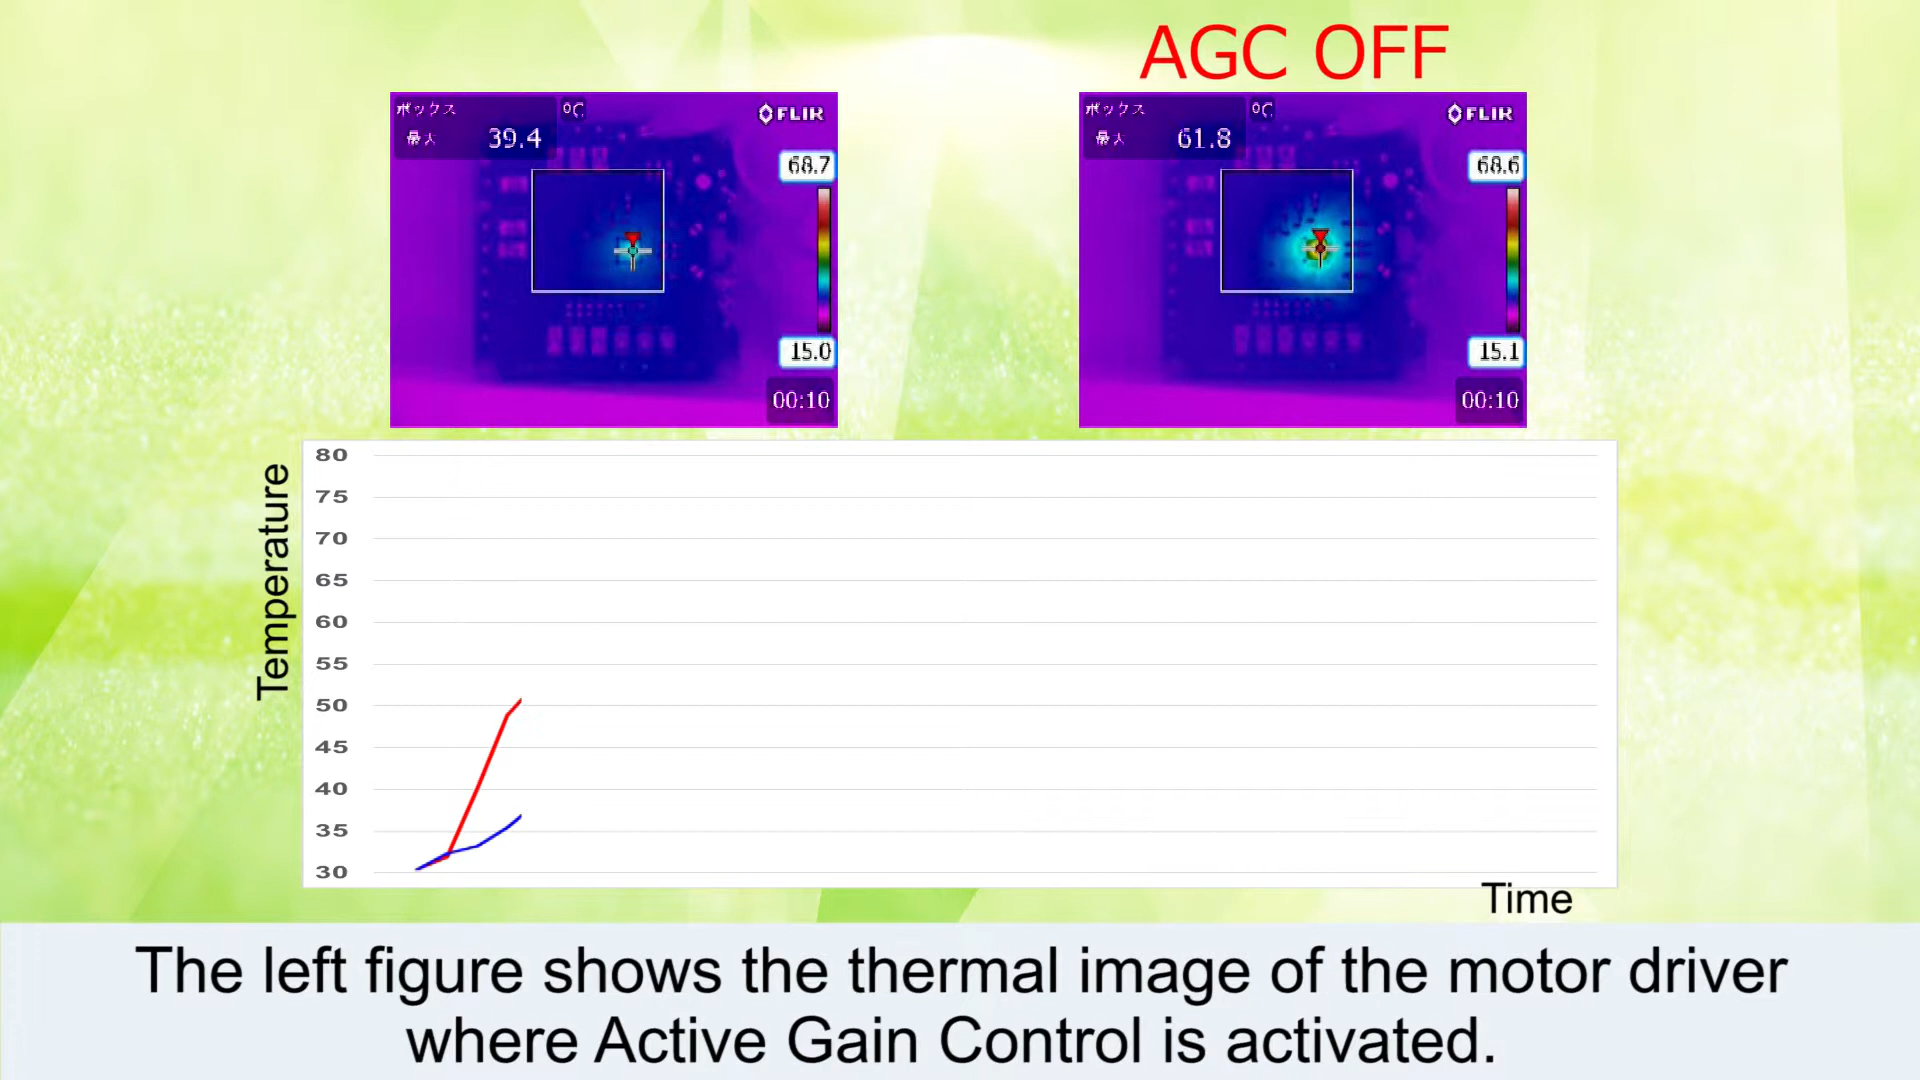 AGC OFF
ボックス
最大 39.4
℃
FLIR
68.7
15.0
00:10
ボックス
最大 61.8
℃
FLIR
68.6
15.1
00:10
Temperature
80
75
70
65
60
55
50
45
40
35
30
Time
The left figure shows the thermal image of the motor driver
where Active Gain Control is activated.